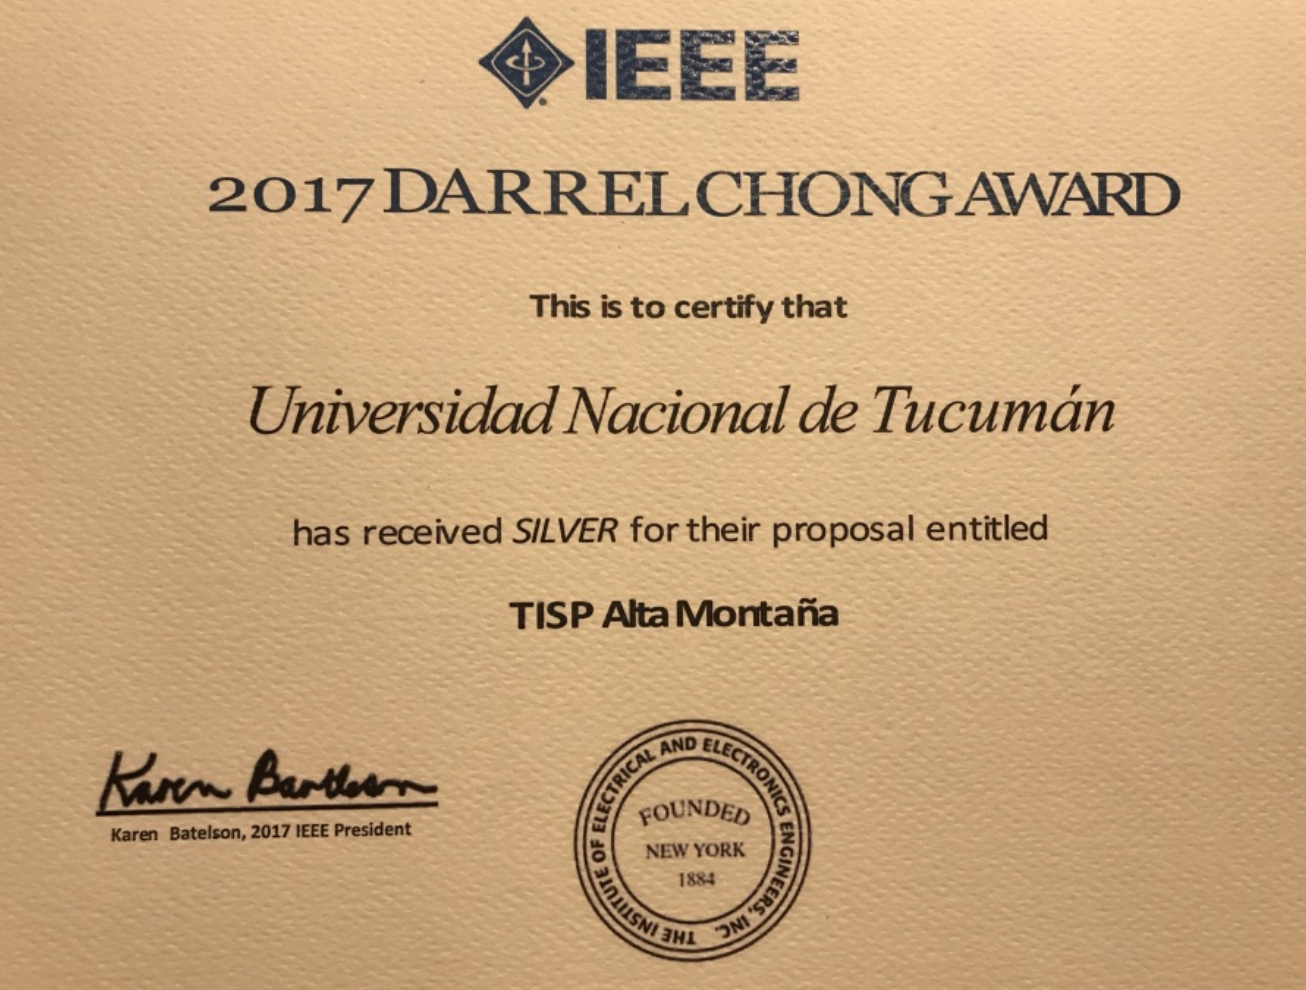 IEEE
2017 DARREL CHONG AWARD
This is to certify that
Universidad Nacional de Tucumán
has received SILVER for their proposal entitled
TISP Alta Montaña
Karen Bartleson
Karen Batelson, 2017 IEEE President
THE INSTITUTE OF ELECTRICAL AND ELECTRONICS ENGINEERS, INC.
FOUNDED
NEW YORK
1884